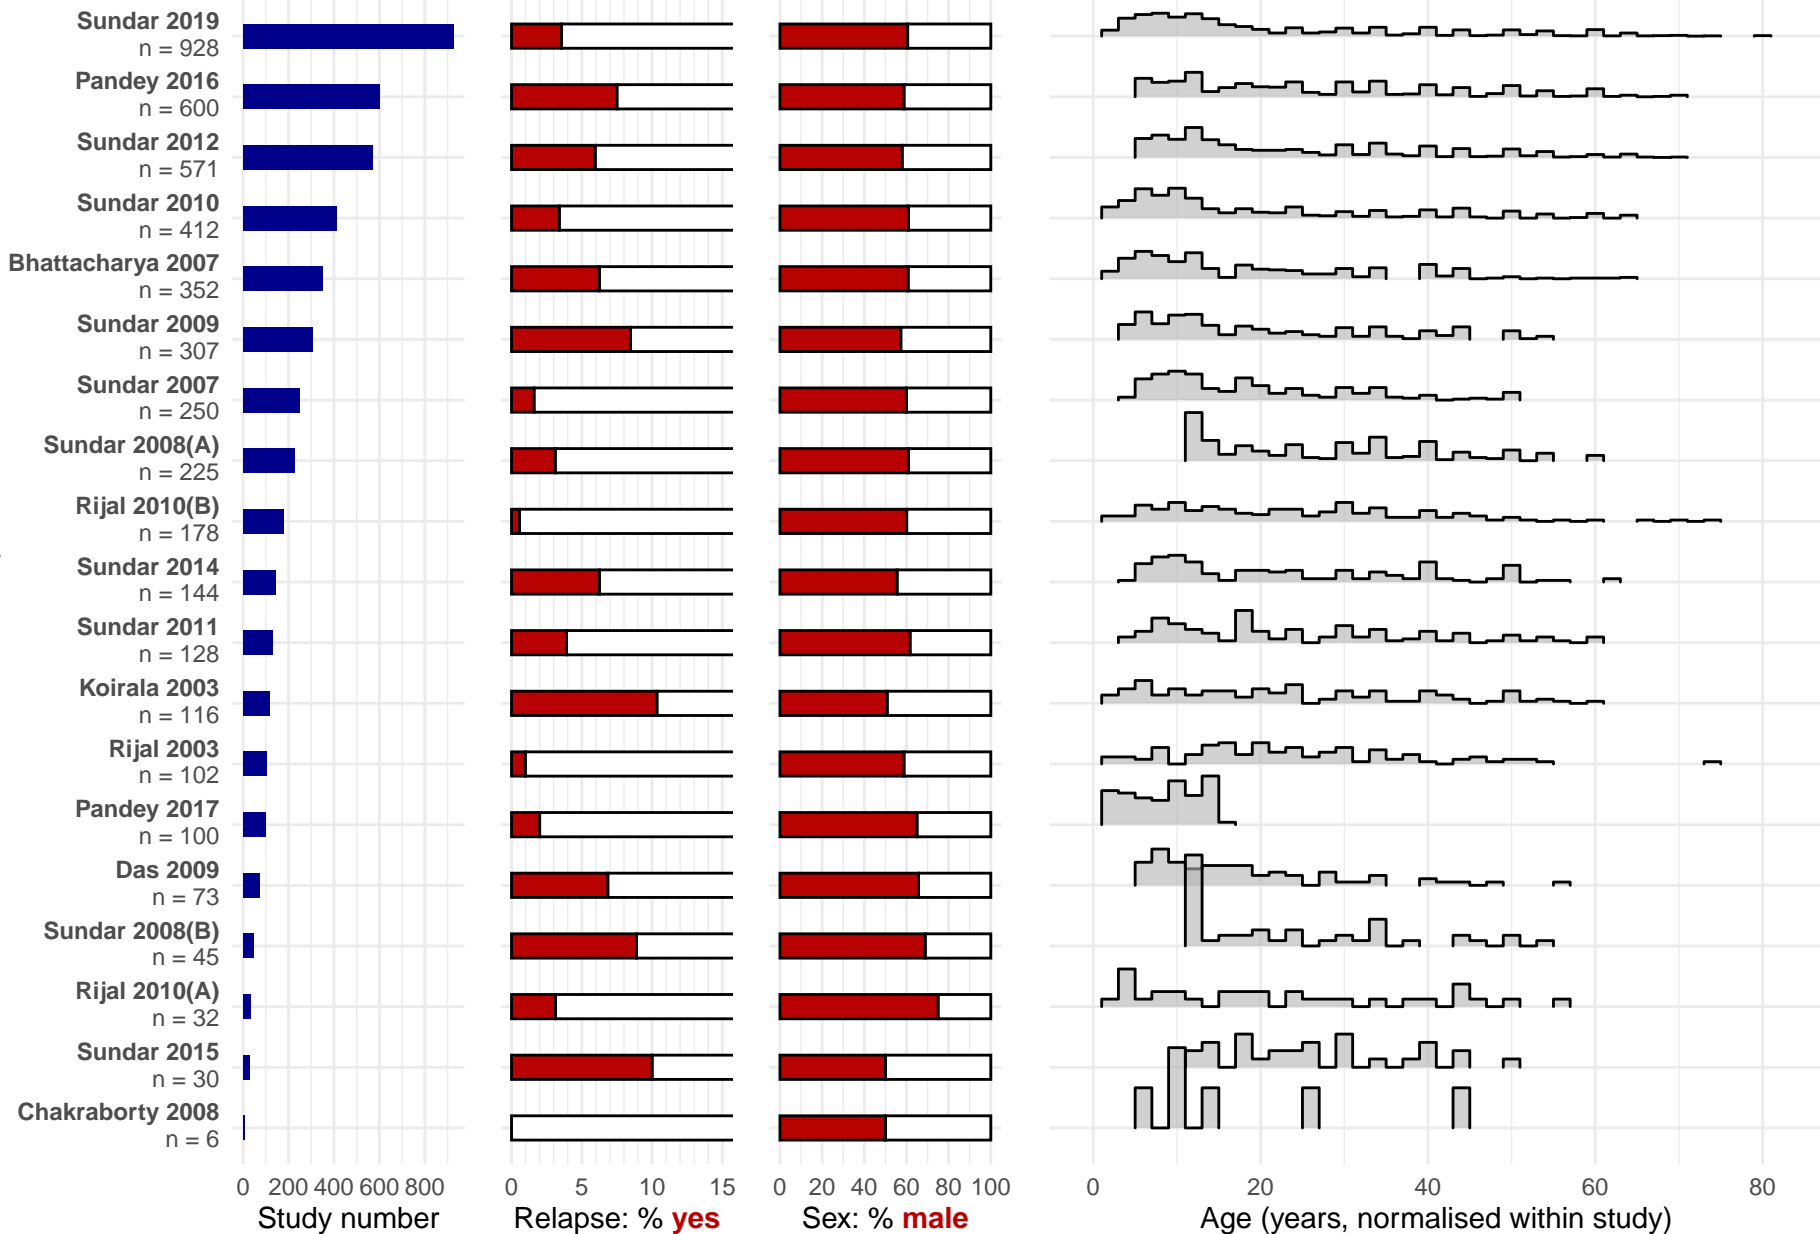 Sundar 2019
n = 928
Pandey 2016
n = 600
Sundar 2012
n = 571
Sundar 2010
n = 412
Bhattacharya 2007
n = 352
Sundar 2009
n = 307
Sundar 2007
n = 250
Sundar 2008(A)
n = 225
Rijal 2010(B)
n = 178
Sundar 2014
n = 144
Sundar 2011
n = 128
Koirala 2003
n = 116
Rijal 2003
n = 102
Pandey 2017
n = 100
Das 2009
n = 73
Sundar 2008(B)
n = 45
Rijal 2010(A)
n = 32
Sundar 2015
n = 30
Chakraborty 2008
n = 6
0 200 400 600 800
Study number
0 5 10 15
Relapse: % yes
0 20 40 60 80 100
Sex: % male
0 20 40 60 80
Age (years, normalised within study)